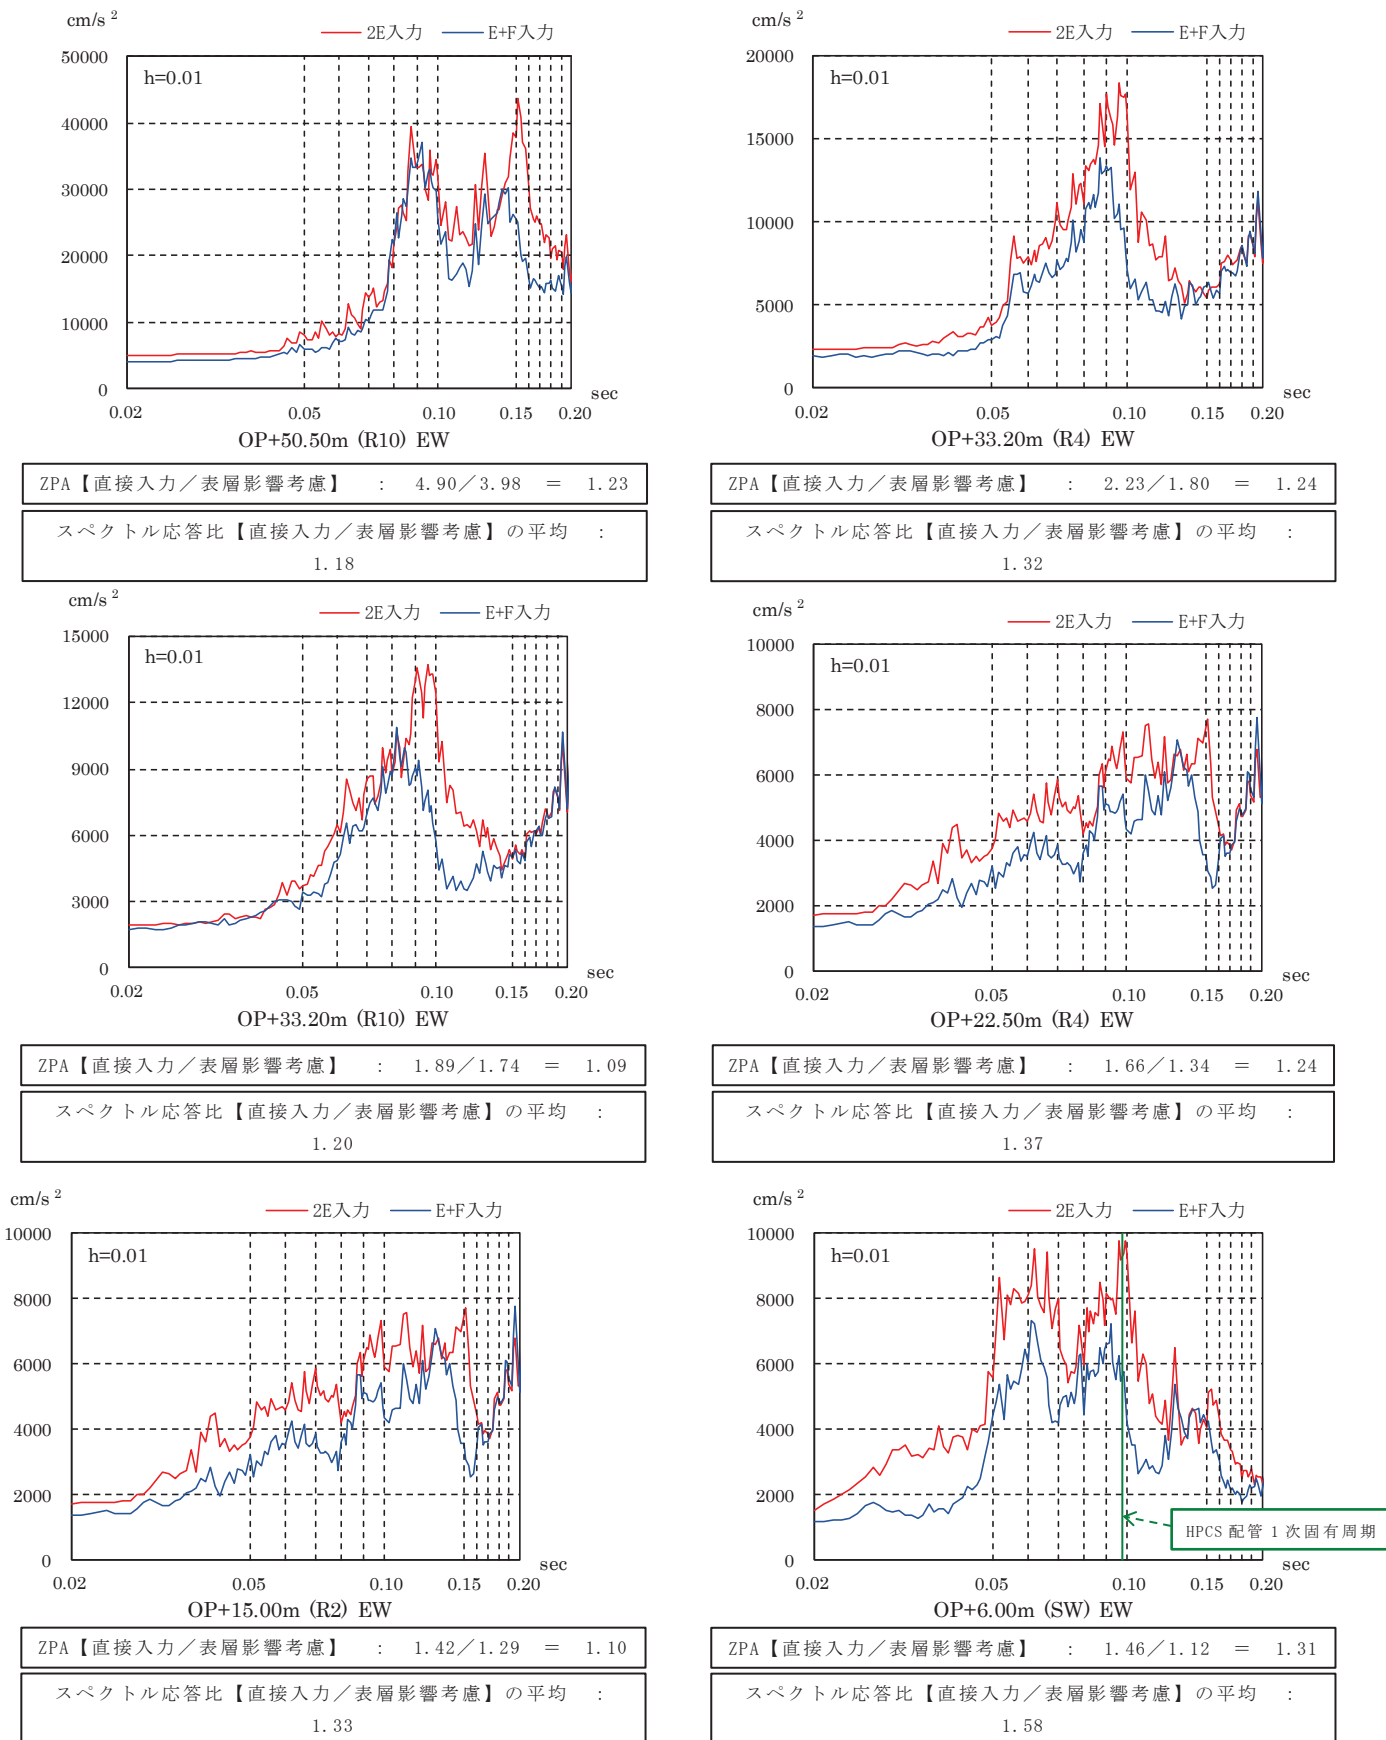 cm/s 2
2E入力 E+F入力
50000
h=0.01
40000
30000
20000
10000
0
sec
0.02 0.05 0.10 0.15 0.20
OP+50.50m (R10) EW
ZPA【直接入力／表層影響考慮】 : 4.90／3.98 = 1.23
スペクトル応答比【直接入力／表層影響考慮】の平均 :
1.18
cm/s 2
2E入力 E+F入力
20000
h=0.01
15000
10000
5000
0
sec
0.02 0.05 0.10 0.15 0.20
OP+33.20m (R4) EW
ZPA【直接入力／表層影響考慮】 : 2.23／1.80 = 1.24
スペクトル応答比【直接入力／表層影響考慮】の平均 :
1.32
cm/s 2
2E入力 E+F入力
15000
h=0.01
12000
9000
6000
3000
0
sec
0.02 0.05 0.10 0.15 0.20
OP+33.20m (R10) EW
ZPA【直接入力／表層影響考慮】 : 1.89／1.74 = 1.09
スペクトル応答比【直接入力／表層影響考慮】の平均 :
1.20
cm/s 2
2E入力 E+F入力
10000
h=0.01
8000
6000
4000
2000
0
sec
0.02 0.05 0.10 0.15 0.20
OP+22.50m (R4) EW
ZPA【直接入力／表層影響考慮】 : 1.66／1.34 = 1.24
スペクトル応答比【直接入力／表層影響考慮】の平均 :
1.37
cm/s 2
2E入力 E+F入力
10000
h=0.01
8000
6000
4000
2000
0
sec
0.02 0.05 0.10 0.15 0.20
OP+15.00m (R2) EW
ZPA【直接入力／表層影響考慮】 : 1.42／1.29 = 1.10
スペクトル応答比【直接入力／表層影響考慮】の平均 :
1.33
cm/s 2
2E入力 E+F入力
10000
h=0.01
8000
6000
4000
2000
HPCS 配管 1 次固有周期
0
sec
0.02 0.05 0.10 0.15 0.20
OP+6.00m (SW) EW
ZPA【直接入力／表層影響考慮】 : 1.46／1.12 = 1.31
スペクトル応答比【直接入力／表層影響考慮】の平均 :
1.58